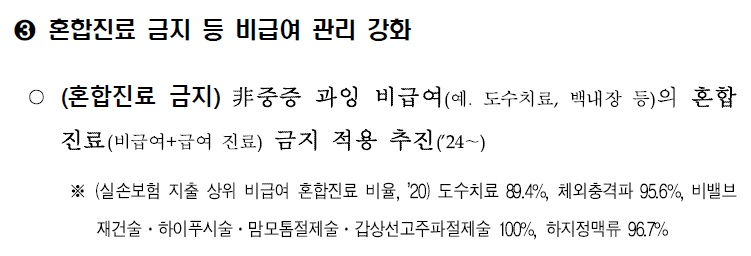 ❸ 혼합진료 금지 등 비급여 관리 강화
○ (혼합진료 금지) 非중증 과잉 비급여(예. 도수치료, 백내장 등)의 혼합
진료(비급여+급여 진료) 금지 적용 추진('24~)
※ (실손보험 지출 상위 비급여 혼합진료 비율, '20) 도수치료 89.4%, 체외충격파 95.6%, 비밸브
재건술·하이푸시술·맘모톰절제술·갑상선고주파절제술 100%, 하지정맥류 96.7%